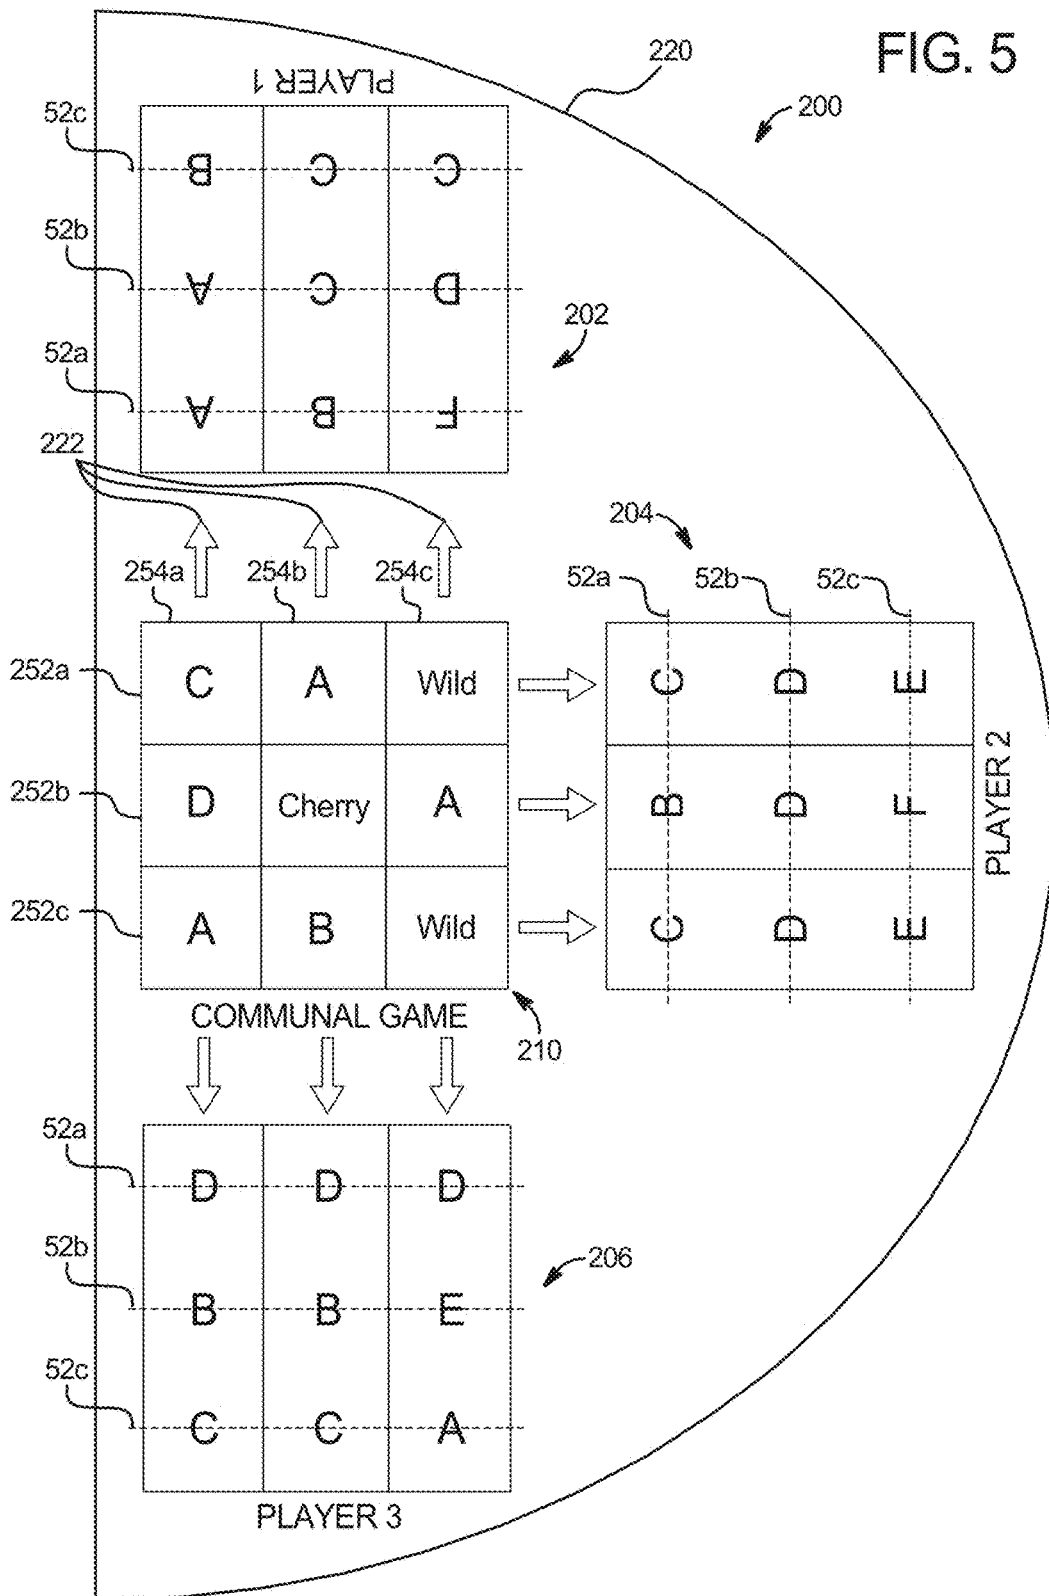 FIG. 5
220
200
PLAYER 1
52c
B C C
52b
A C D
202
52a
A B F
222
204
254a 254b 254c
52a 52b 52c
252a
C A Wild
C D E
252b
D Cherry A
B D F
PLAYER 2
252c
A B Wild
C D E
COMMUNAL GAME
210
52a
D D D
52b
B B E
206
52c
C C A
PLAYER 3